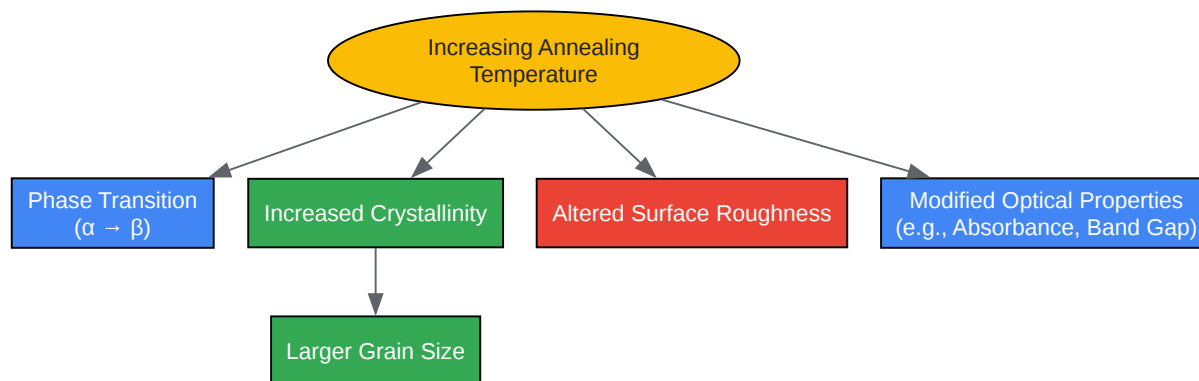 Increasing Annealing
Temperature
Phase Transition
(α → β)
Increased Crystallinity
Altered Surface Roughness
Modified Optical Properties
(e.g., Absorbance, Band Gap)
Larger Grain Size